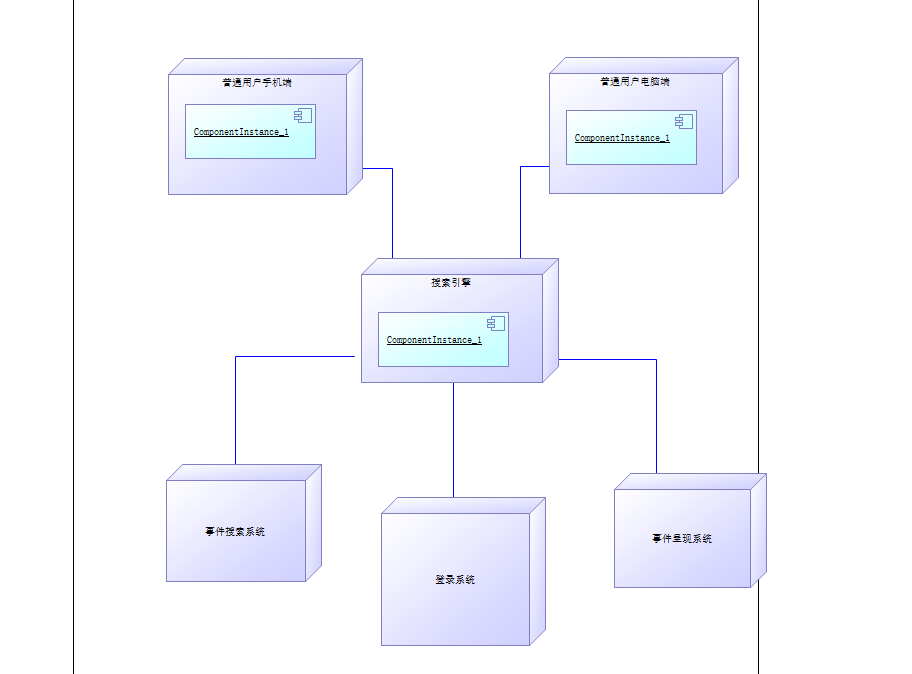 普通用户手机端
ComponentInstance_1
普通用户电脑端
ComponentInstance_1
搜索引擎
ComponentInstance_1
事件搜索系统
登录系统
事件呈现系统